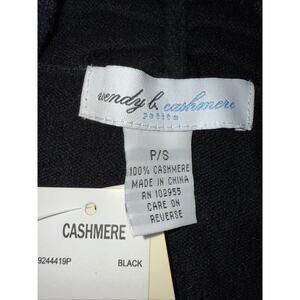 wendy b. cashmere
petite
P/S
100% CASHMERE
MADE IN CHINA
RN 102955
CARE ON
REVERSE
CASHMERE
9244419P BLACK